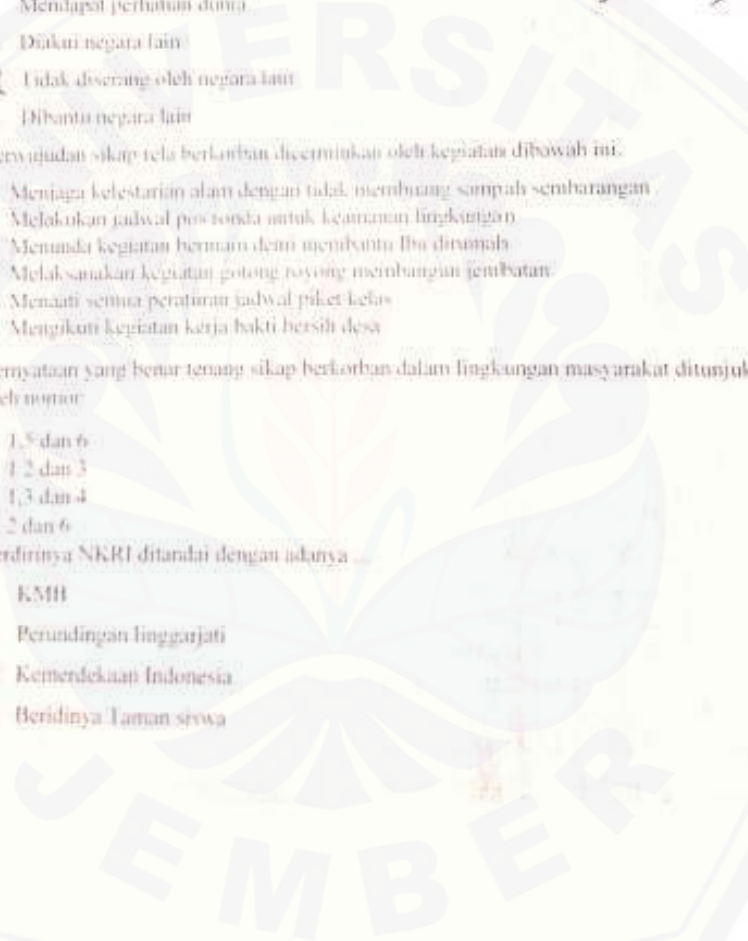 Mendapat perhatian dunia
Diakui negara lain
Tidak diserang oleh negara lain
Dibantu negara lain
erwujudan sikap rela berkorban dicerminkan oleh kegiatan dibawah ini.
Menjaga kelestarian alam dengan tidak membuang sampah sembarangan
Melakukan jadwal pos ronda untuk keamanan lingkungan
Menunda kegiatan bermain demi membantu Ibu dirumah
Melaksanakan kegiatan gotong royong membangun jembatan
Menaati semua peraturan jadwal piket kelas
Mengikuti kegiatan kerja bakti bersih desa
ernyataan yang benar tenang sikap berkorban dalam lingkungan masyarakat ditunjuk
eh nomor
1,5 dan 6
1 2 dan 3
1,3 dan 4
2 dan 6
erdirinya NKRI ditandai dengan adanya ...
KMB
Perundingan linggarjati
Kemerdekaan Indonesia
Beridinya Taman siswa
VERSITAS
JEMBER